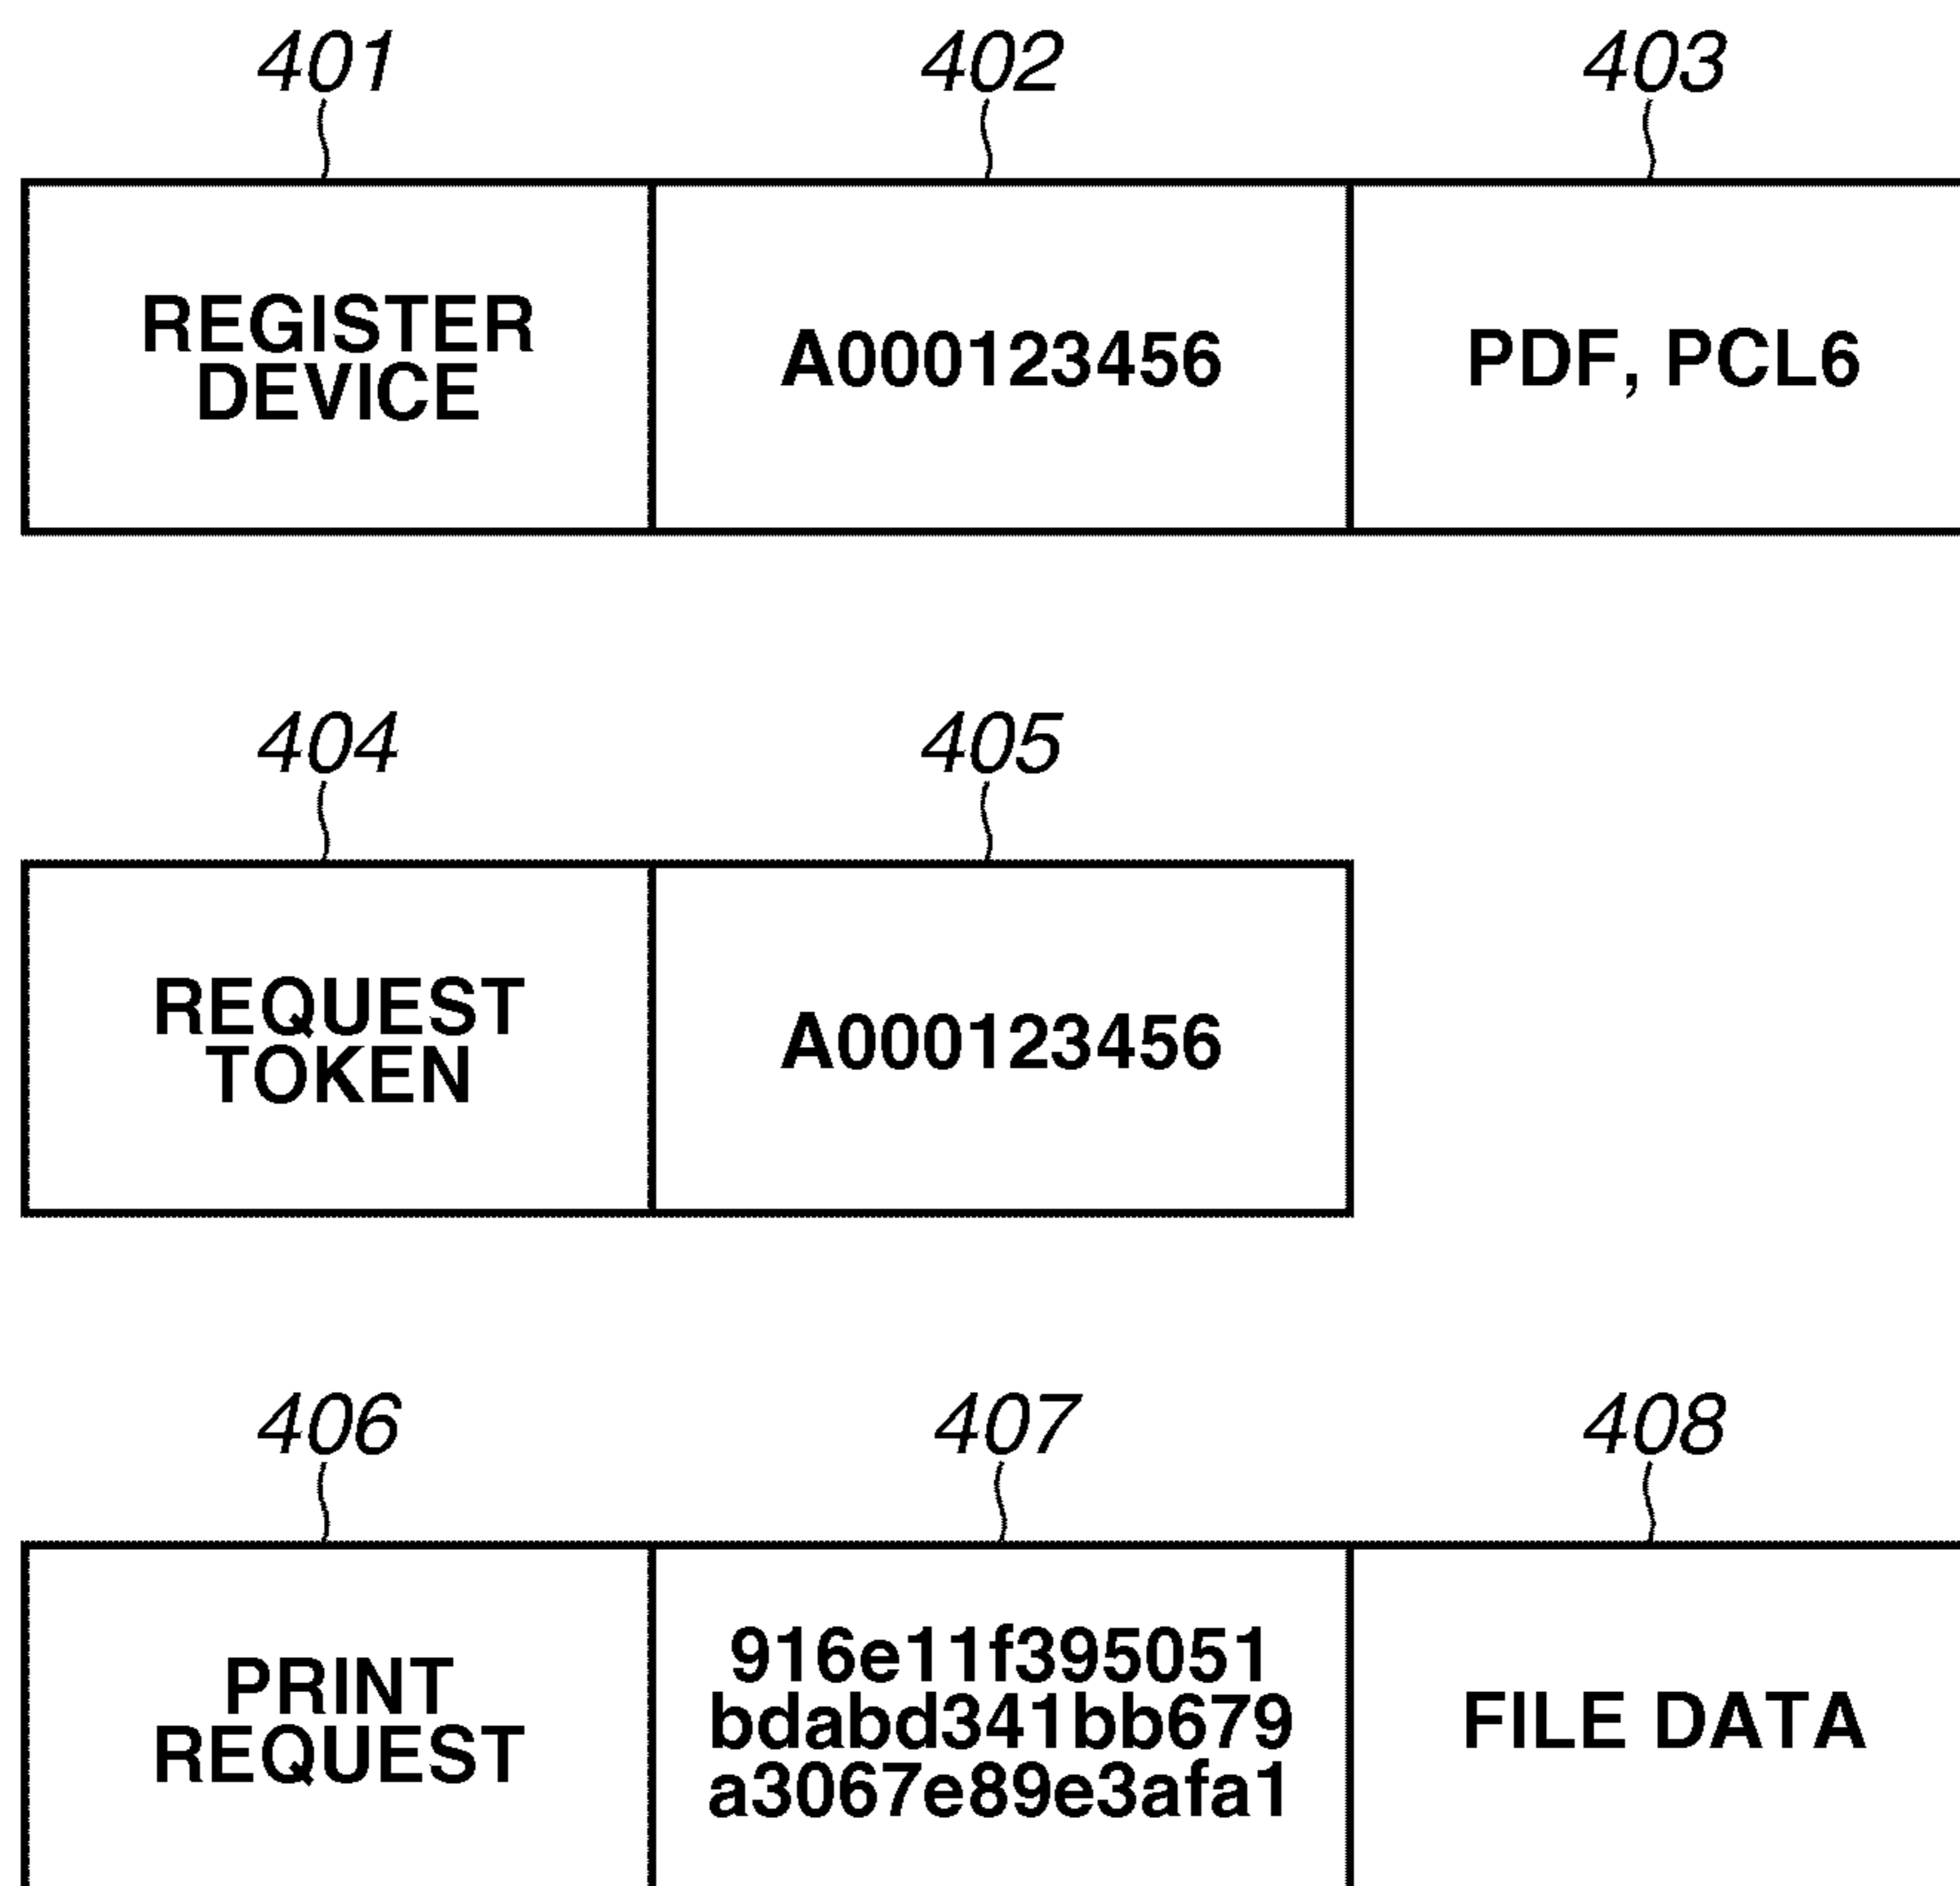 401 402 403
REGISTER
DEVICE
A000123456
PDF, PCL6
404 405
REQUEST
TOKEN
A000123456
406 407 408
PRINT
REQUEST
916e11f395051
bdabd341bb679
a3067e89e3afa1
FILE DATA